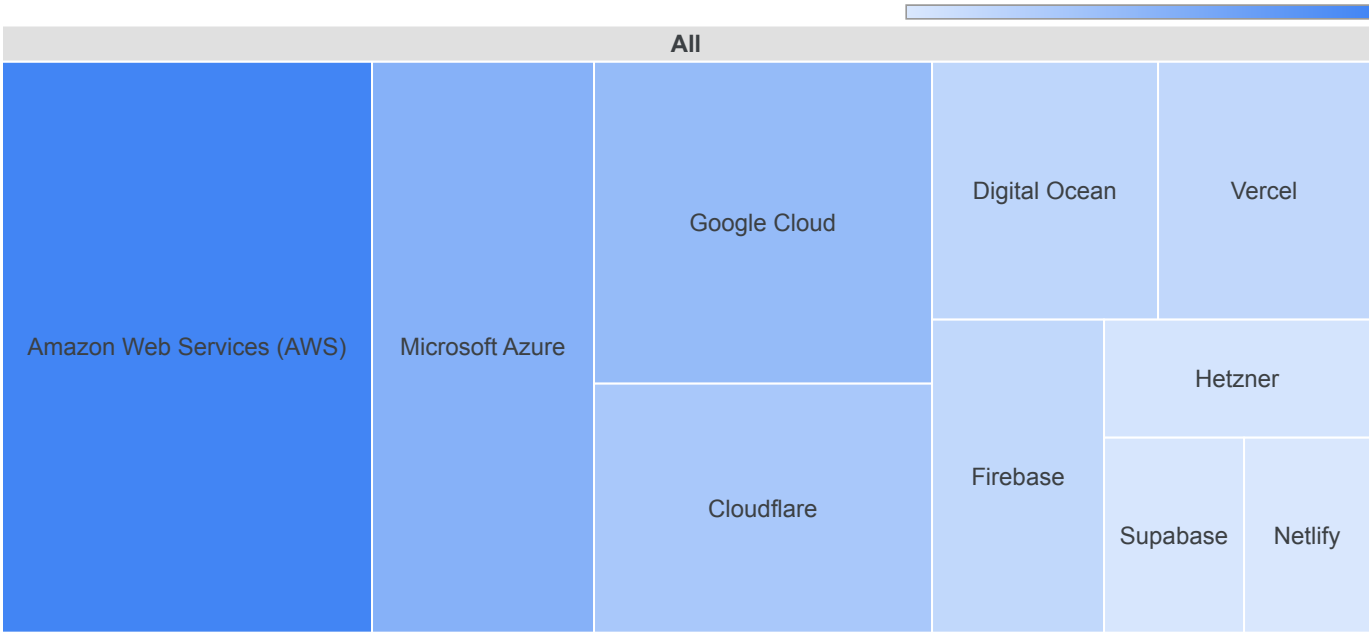 All
Amazon Web Services (AWS)
Microsoft Azure
Google Cloud
Cloudflare
Digital Ocean
Vercel
Firebase
Hetzner
Supabase
Netlify